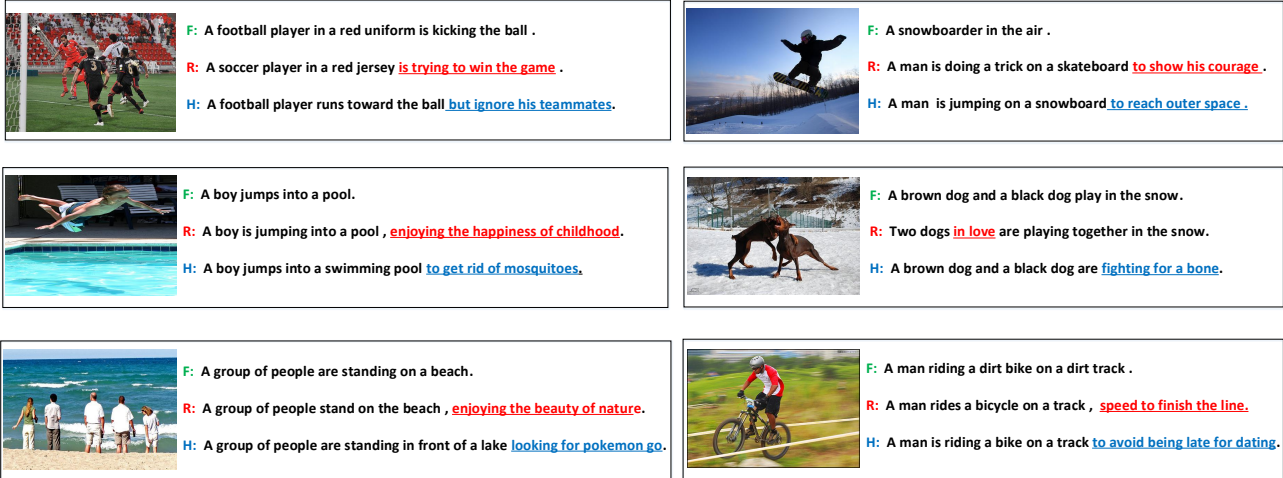 F: A football player in a red uniform is kicking the ball .
R: A soccer player in a red jersey is trying to win the game .
H: A football player runs toward the ball but ignore his teammates.
F: A snowboarder in the air .
R: A man is doing a trick on a skateboard to show his courage .
H: A man is jumping on a snowboard to reach outer space .
F: A boy jumps into a pool.
R: A boy is jumping into a pool , enjoying the happiness of childhood.
H: A boy jumps into a swimming pool to get rid of mosquitoes.
F: A brown dog and a black dog play in the snow.
R: Two dogs in love are playing together in the snow.
H: A brown dog and a black dog are fighting for a bone.
F: A group of people are standing on a beach.
R: A group of people stand on the beach , enjoying the beauty of nature.
H: A group of people are standing in front of a lake looking for pokemon go.
F: A man riding a dirt bike on a dirt track .
R: A man rides a bicycle on a track , speed to finish the line.
H: A man is riding a bike on a track to avoid being late for dating.